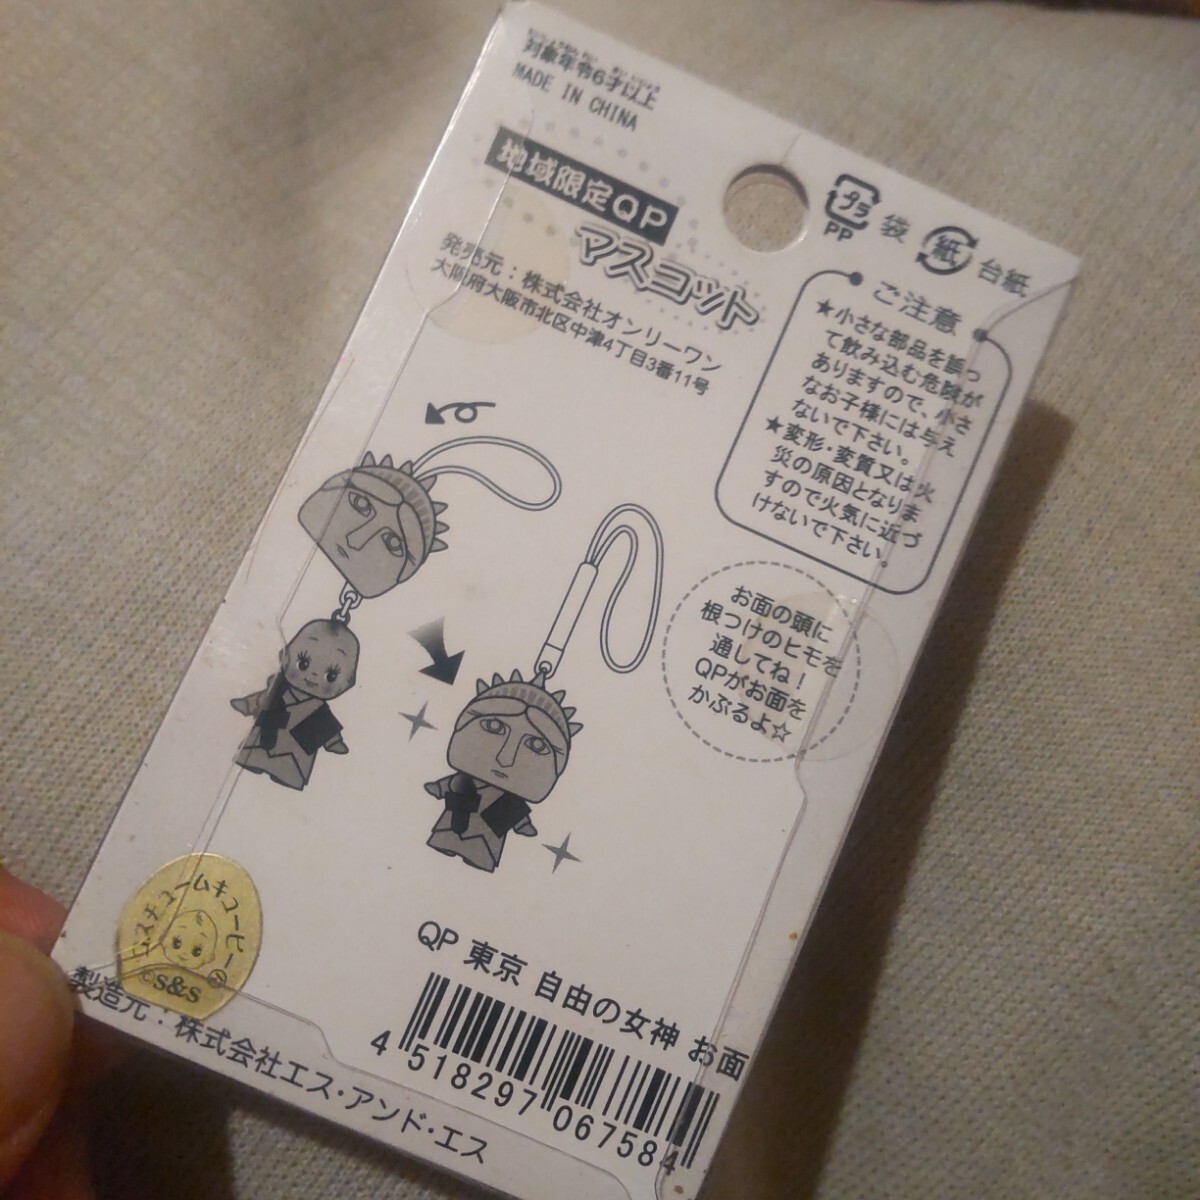 対象年令6才以上
MADE IN CHINA
地域限定QP
マスコット
発売元：株式会社オンリーワン
大阪府大阪市北区中津4丁目3番11号
プラ
PP
袋
紙
台紙
ご注意
★小さな部品を誤っ
て飲み込む危険が
ありますので、小さ
なお子様には与え
ないで下さい。
★変形・変質又は火
災の原因となりま
すので火気に近づ
けないで下さい。
お面の頭に
根つけのヒモを
通してね！
QPがお面を
かぶるよ☆
コスチュームキューピー
©s&s
QP 東京 自由の女神 お面
4 518297 067584
製造元：株式会社エス・アンド・エス